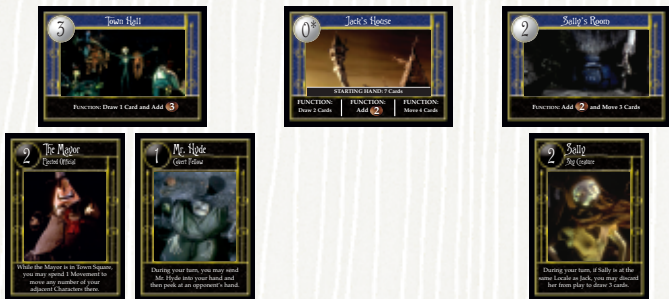 3
Town Hall
FUNCTION: Draw 1 Card and Add 3
0*
Jack's House
STARTING HAND: 7 Cards
FUNCTION:
Draw 2 Cards
FUNCTION:
Add 2
FUNCTION:
Move 6 Cards
2
Sally's Room
FUNCTION: Add 2 and Move 3 Cards
2
The Mayor
Elected Official
While the Mayor is in Town Square,
you may spend 1 Movement to
move any number of your
adjacent Characters there.
1
Mr. Hyde
Covert Fellow
During your turn, you may send
Mr. Hyde into your hand and
then peek at an opponent's hand.
2
Sally
Shy Creature
During your turn, if Sally is at the
same Locale as Jack, you may discard
her from play to draw 3 cards.